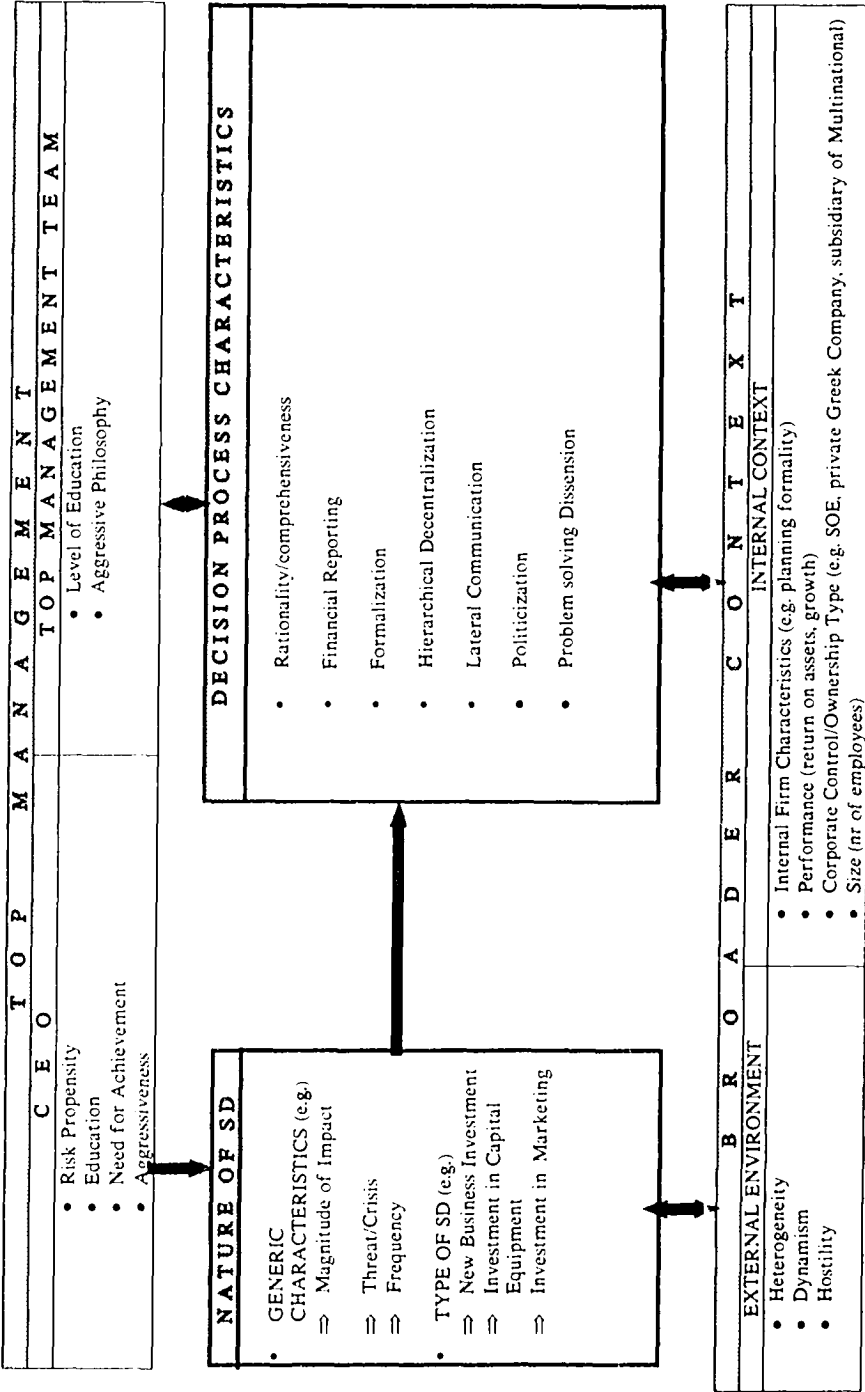 TOP MANAGEMENT
CEO
• Risk Propensity
• Education
• Need for Achievement
• Aggressiveness
TOP MANAGEMENT TEAM
• Level of Education
• Aggressive Philosophy
NATURE OF SD
• GENERIC
CHARACTERISTICS (e.g.)
⇒ Magnitude of Impact
⇒ Threat/Crisis
⇒ Frequency
• TYPE OF SD (e.g.)
⇒ New Business Investment
⇒ Investment in Capital
Equipment
⇒ Investment in Marketing
DECISION PROCESS CHARACTERISTICS
• Rationality/comprehensiveness
• Financial Reporting
• Formalization
• Hierarchical Decentralization
• Lateral Communication
• Politicization
• Problem solving Dissension
BROADER CONTEXT
EXTERNAL ENVIRONMENT
• Heterogeneity
• Dynamism
• Hostility
INTERNAL CONTEXT
• Internal Firm Characteristics (e.g. planning formality)
• Performance (return on assets, growth)
• Corporate Control/Ownership Type (e.g. SOE, private Greek Company, subsidiary of Multinational)
• Size (nr of employees)